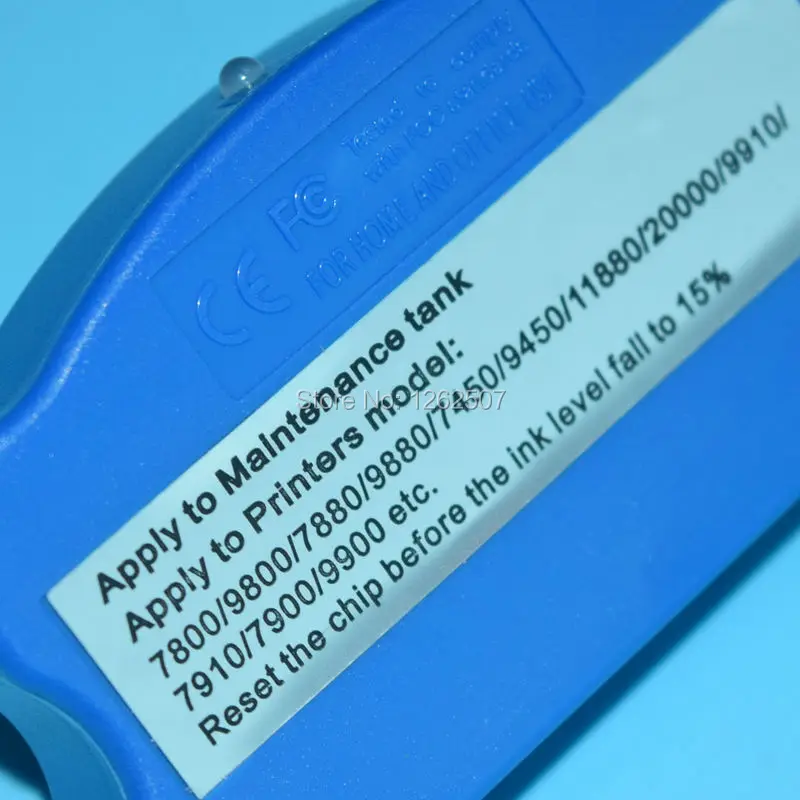 Tested to comply
with FCC standards
CE FC
FOR HOME AND OFFICE USE
Apply to Maintenance tank
Apply to Printers model:
7800/9800/7880/9880/7450/9450/11880/20000/9910/
7910/7900/9900 etc.
Reset the chip before the ink level fall to 15%
Store No: 1262507